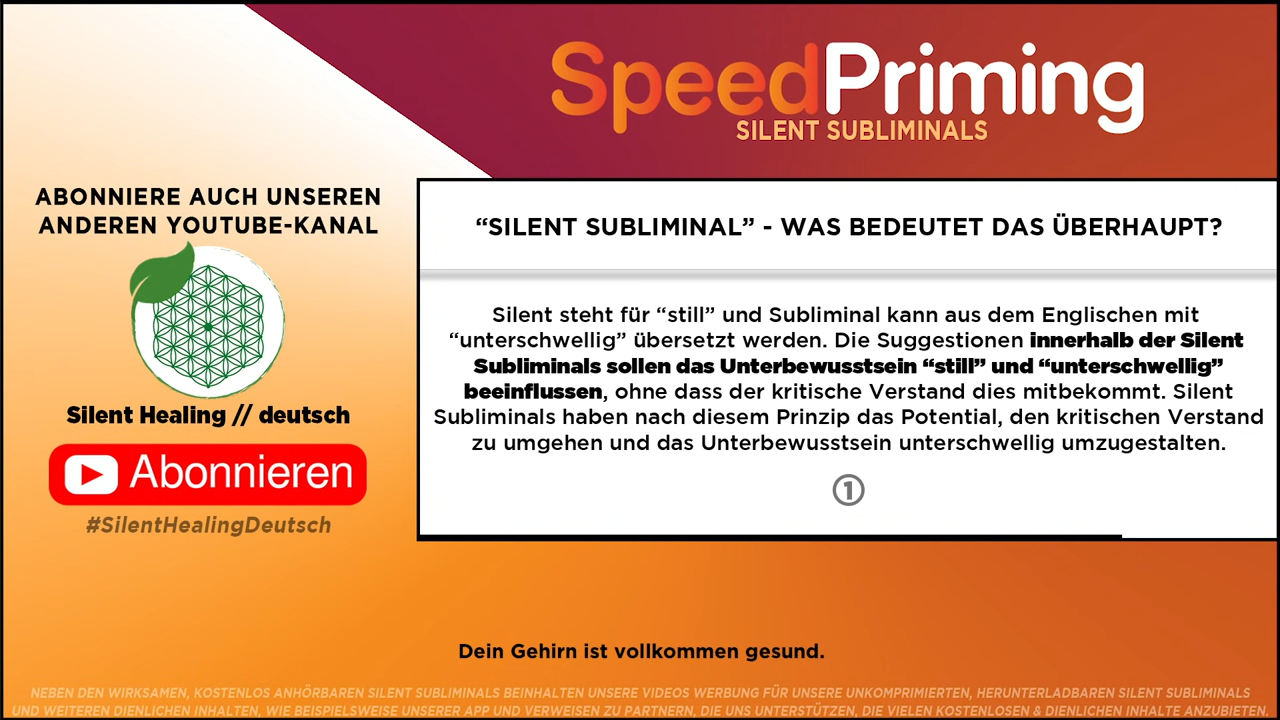 SpeedPriming
SILENT SUBLIMINALS
ABONNIERE AUCH UNSEREN
ANDEREN YOUTUBE-KANAL
Silent Healing // deutsch
Abonnieren
#SilentHealingDeutsch
“SILENT SUBLIMINAL” - WAS BEDEUTET DAS ÜBERHAUPT?
Silent steht für “still” und Subliminal kann aus dem Englischen mit
“unterschwellig” übersetzt werden. Die Suggestionen innerhalb der Silent
Subliminals sollen das Unterbewusstsein “still” und “unterschwellig”
beeinflussen, ohne dass der kritische Verstand dies mitbekommt. Silent
Subliminals haben nach diesem Prinzip das Potential, den kritischen Verstand
zu umgehen und das Unterbewusstsein unterschwellig umzugestalten.
①
Dein Gehirn ist vollkommen gesund.
NEBEN DEN WIRKSAMEN, KOSTENLOS ANHÖRBAREN SILENT SUBLIMINALS BEINHALTEN UNSERE VIDEOS WERBUNG FÜR UNSERE UNKOMPRIMIERTEN, HERUNTERLADBAREN SILENT SUBLIMINALS
UND WEITEREN DIENLICHEN INHALTEN, WIE BEISPIELSWEISE UNSERER APP UND VERWEISEN ZU PARTNERN, DIE UNS UNTERSTÜTZEN, DIE VIELEN KOSTENLOSEN & DIENLICHEN INHALTE ANZUBIETEN.